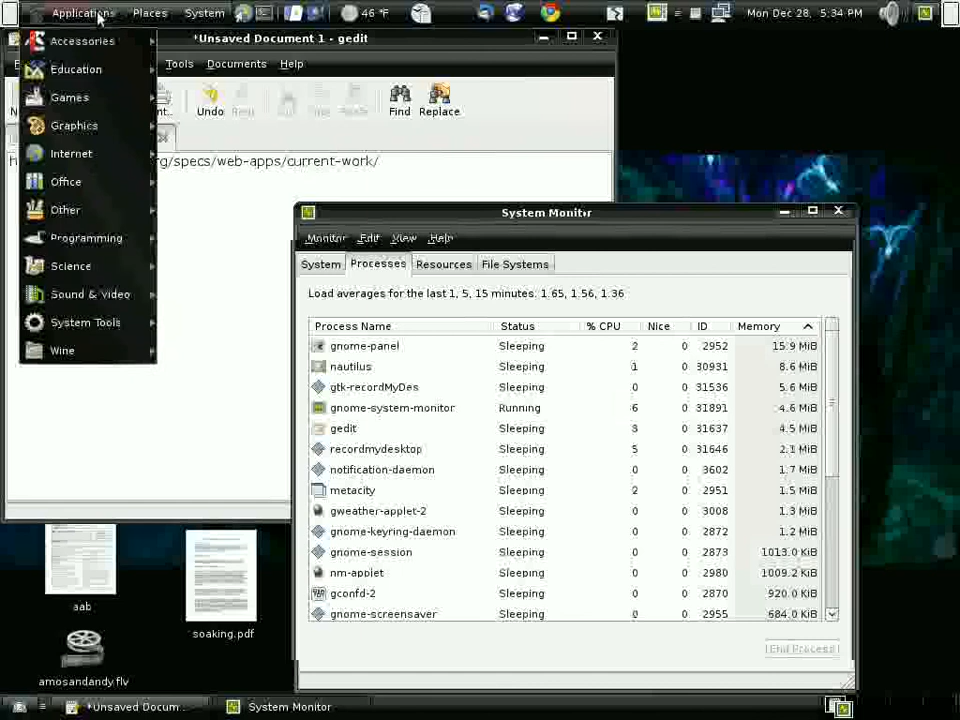 Applications Places System 46 °F Mon Dec 28, 5:34 PM
*Unsaved Document 1 - gedit
Tools Documents Help
Undo Find Replace
rg/specs/web-apps/current-work/
Accessories
Education
Games
Graphics
Internet
Office
Other
Programming
Science
Sound & Video
System Tools
Wine
System Monitor
Monitor Edit View Help
System Processes Resources File Systems
Load averages for the last 1, 5, 15 minutes: 1.65, 1.56, 1.36
Process Name Status % CPU Nice ID Memory
gnome-panel Sleeping 2 0 2952 15.9 MiB
nautilus Sleeping 1 0 30931 8.6 MiB
gtk-recordMyDes Sleeping 0 0 31536 5.6 MiB
gnome-system-monitor Running 6 0 31891 4.6 MiB
gedit Sleeping 3 0 31637 4.5 MiB
recordmydesktop Sleeping 5 0 31646 2.1 MiB
notification-daemon Sleeping 0 0 3602 1.7 MiB
metacity Sleeping 2 0 2951 1.5 MiB
gweather-applet-2 Sleeping 0 0 3008 1.3 MiB
gnome-keyring-daemon Sleeping 0 0 2872 1.2 MiB
gnome-session Sleeping 0 0 2873 1013.0 KiB
nm-applet Sleeping 0 0 2980 1009.2 KiB
gconfd-2 Sleeping 0 0 2870 920.0 KiB
gnome-screensaver Sleeping 0 0 2955 684.0 KiB
End Process
aab
soaking.pdf
amosandandy.flv
*Unsaved Docum... System Monitor